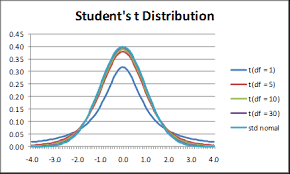 Student's t Distribution
0.45
0.40
0.35
0.30
0.25
0.20
0.15
0.10
0.05
0.00
-4.0 -3.0 -2.0 -1.0 0.0 1.0 2.0 3.0 4.0
t (df = 1)
t (df = 5)
t (df = 10)
t (df = 30)
std nomal